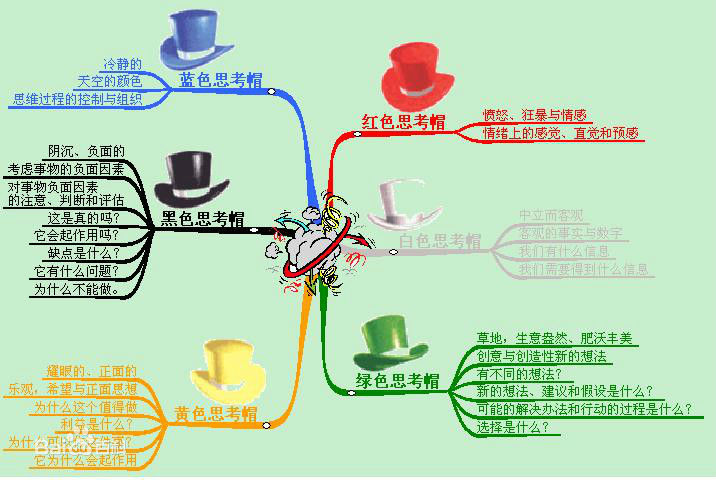 蓝色思考帽
冷静的
天空的颜色
思维过程的控制与组织
红色思考帽
愤怒、狂暴与情感
情绪上的感觉、直觉和预感
黑色思考帽
阴沉、负面的
考虑事物的负面因素
对事物负面因素
的注意、判断和评估
这是真的吗?
它会起作用吗?
缺点是什么?
它有什么问题?
为什么不能做。
白色思考帽
中立而客观
客观的事实与数字
我们有什么信息
我们需要得到什么信息
黄色思考帽
耀眼的、正面的
乐观，希望与正面思想
为什么这个值得做
利益是什么?
为什么可以做这件事?
它为什么会起作用
绿色思考帽
草地，生意盎然、肥沃丰美
创意与创造性新的想法
有不同的想法?
新的想法、建议和假设是什么?
可能的解决办法和行动的过程是什么?
选择是什么?
Bai百科